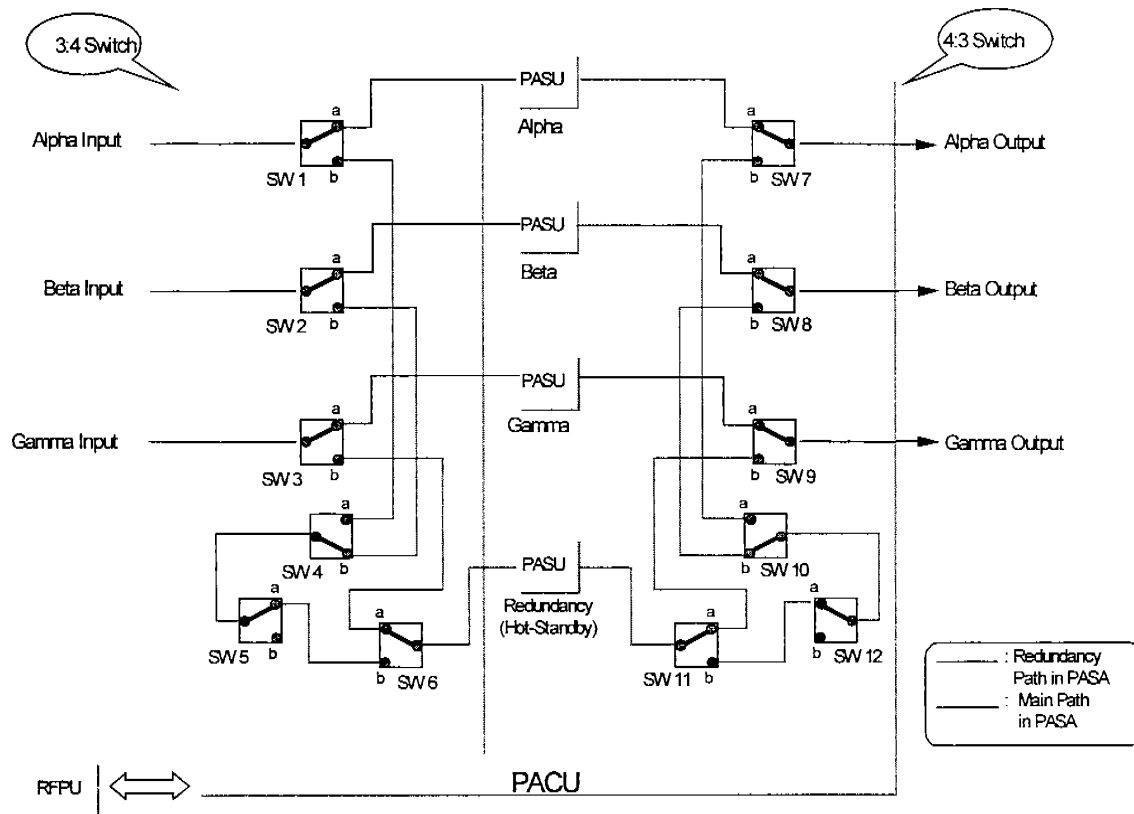 3:4 Switch
4:3 Switch
a
PASU
a
Alpha Input
Alpha
Alpha Output
SW 1
b
b
SW 7
a
PASU
a
Beta Input
Beta
Beta Output
SW 2
b
b
SW 8
a
PASU
a
Gamma Input
Gamma
Gamma Output
SW 3
b
b
SW 9
a
a
SW 4
b
b
SW 10
PASU
a
a
a
a
Redundancy
(Hot-Standby)
SW 5
b
b
SW 6
SW 11
b
b
SW 12
: Redundancy
Path in PASA
: Main Path
in PASA
RFPU
PACU